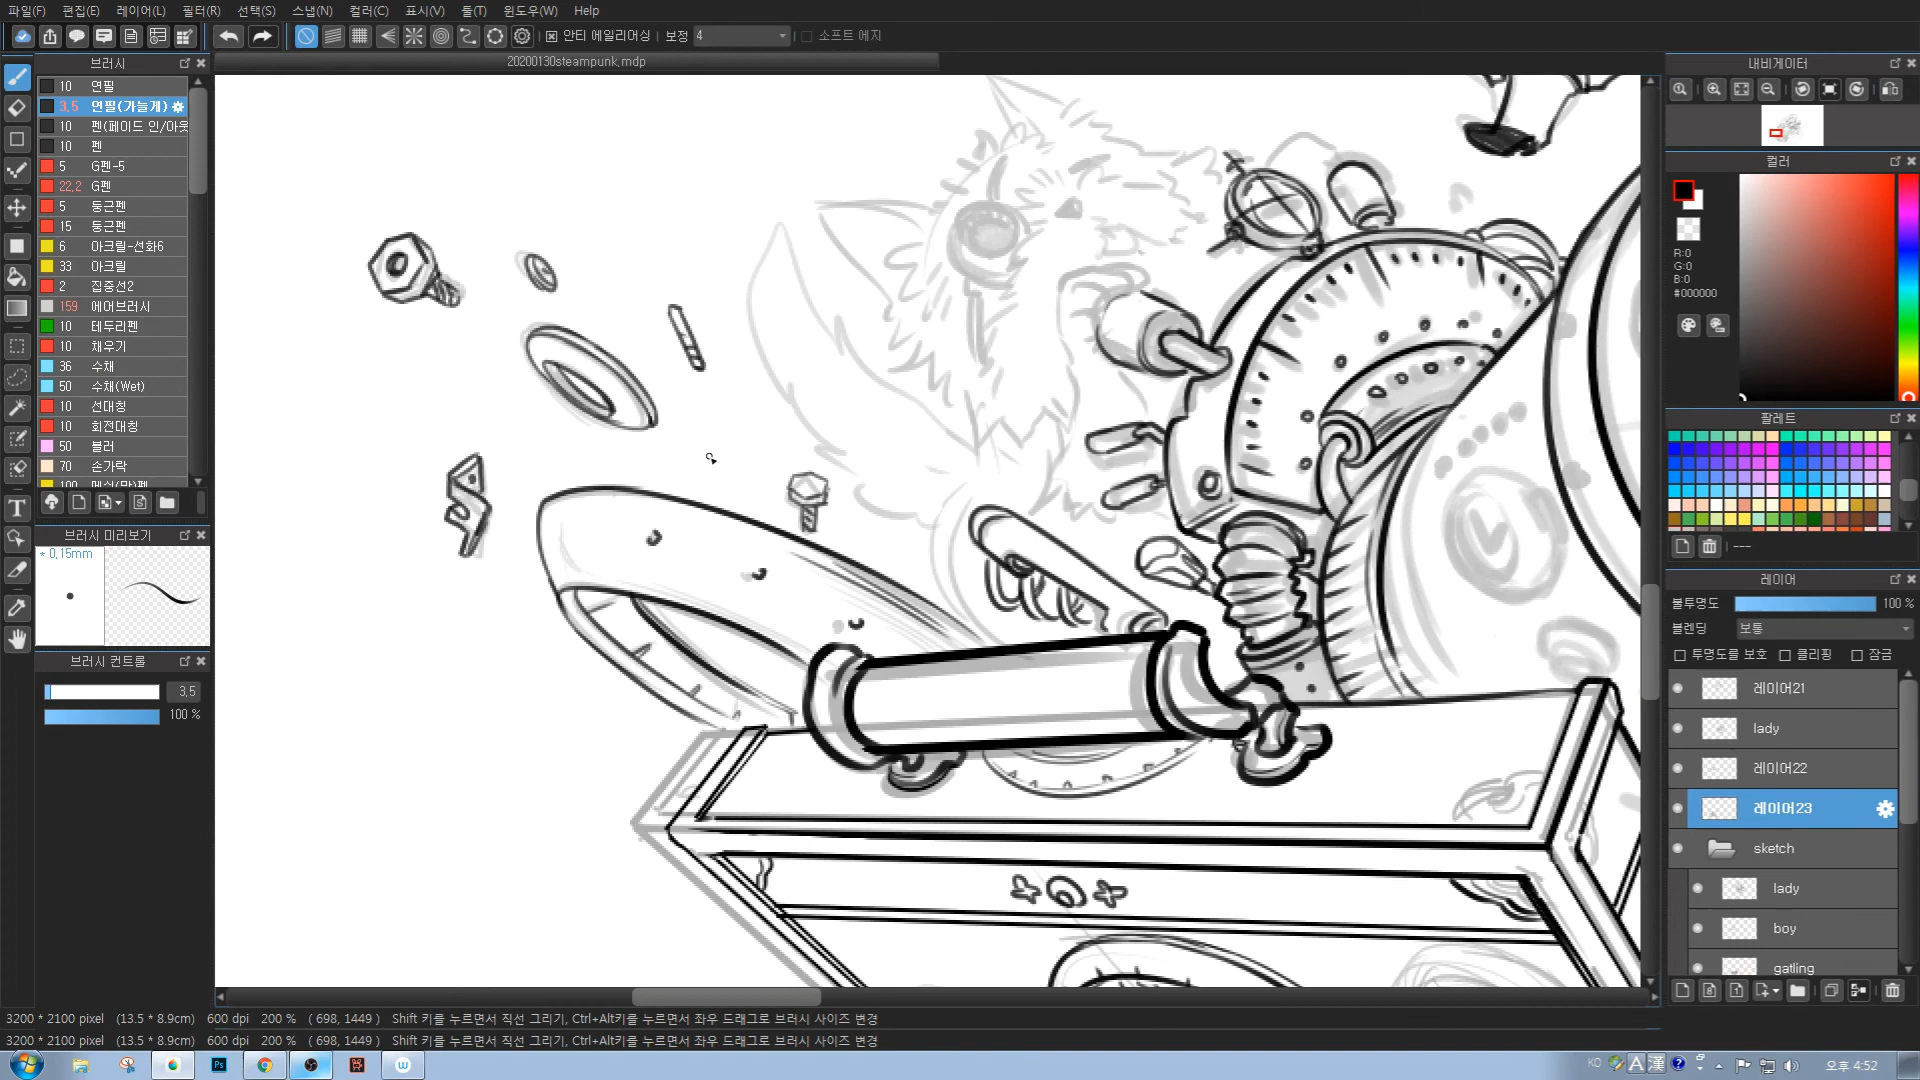 파일(F) 편집(E) 레이어(L) 필터(R) 선택(S) 스냅(N) 컬러(C) 표시(V) 툴(T) 윈도우(W) Help
안티 에일리어싱 보정 4 소프트 에지
브러시
20200130steampunk.mdp
내비게이터
10 연필
3.5 연필(가늘게)
10 펜(페이드 인/아웃
10 펜
5 G펜-5
22.2 G펜
5 둥근펜
15 둥근펜
6 아크릴-선화6
33 아크릴
2 집중선2
159 에어브러시
10 테두리펜
10 채우기
36 수채
50 수채(Wet)
10 선대칭
10 회전대칭
50 블러
70 손가락
브러시 미리보기
* 0.15mm
브러시 컨트롤
3.5
100 %
컬러
R:0
G:0
B:0
#000000
팔레트
---
레이어
불투명도 100 %
블렌딩 보통
투명도를 보호 클리핑 잠금
레이어21
lady
레이어22
레이어23
sketch
lady
boy
gatling
3200 * 2100 pixel (13.5 * 8.9cm) 600 dpi 200 % ( 698, 1449 ) Shift 키를 누르면서 직선 그리기, Ctrl+Alt키를 누르면서 좌우 드래그로 브러시 사이즈 변경
3200 * 2100 pixel (13.5 * 8.9cm) 600 dpi 200 % ( 698, 1449 ) Shift 키를 누르면서 직선 그리기, Ctrl+Alt키를 누르면서 좌우 드래그로 브러시 사이즈 변경
Ps
KO A 漢 오후 4:52